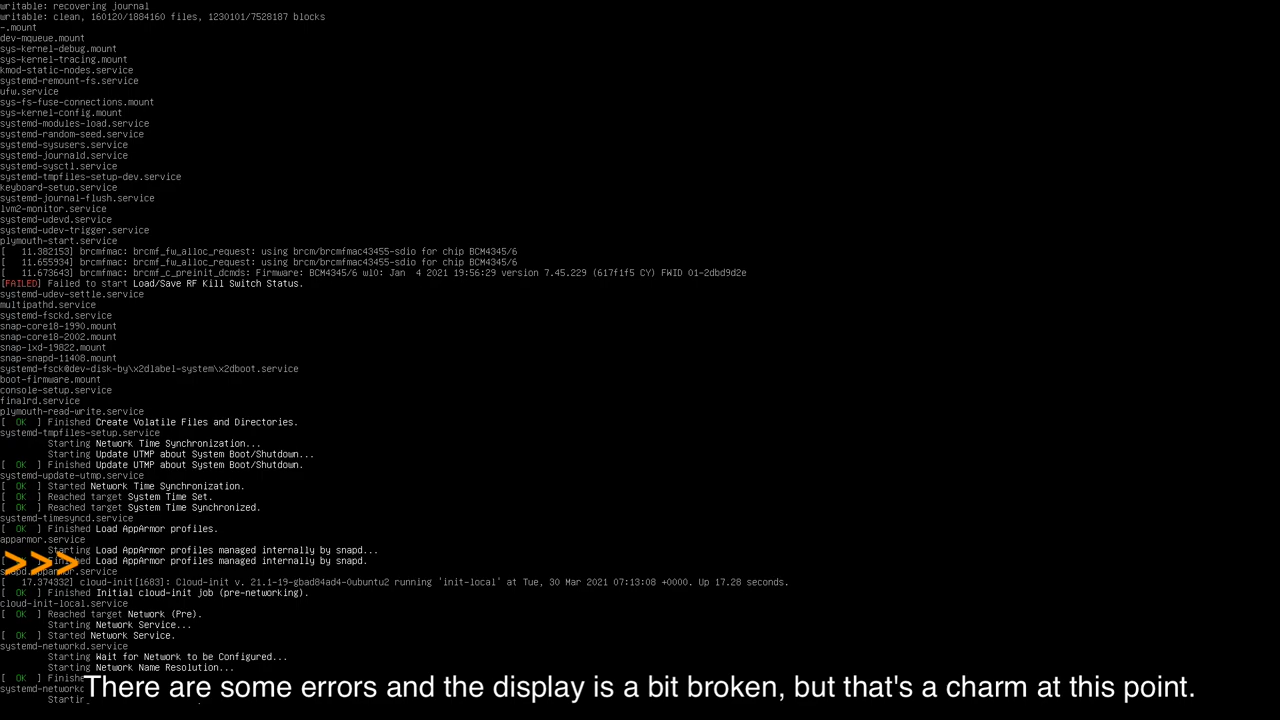 writable: recovering journal
writable: clean, 160120/1884160 files, 1230101/7528187 blocks
-.mount
dev-mqueue.mount
sys-kernel-debug.mount
sys-kernel-tracing.mount
kmod-static-nodes.service
systemd-remount-fs.service
ufw.service
sys-fs-fuse-connections.mount
sys-kernel-config.mount
systemd-modules-load.service
systemd-random-seed.service
systemd-sysusers.service
systemd-journald.service
systemd-sysctl.service
systemd-tmpfiles-setup-dev.service
keyboard-setup.service
systemd-journal-flush.service
lvm2-monitor.service
systemd-udevd.service
systemd-udev-trigger.service
plymouth-start.service
[   11.382153] brcmfmac: brcmf_fw_alloc_request: using brcm/brcmfmac43455-sdio for chip BCM4345/6
[   11.655934] brcmfmac: brcmf_fw_alloc_request: using brcm/brcmfmac43455-sdio for chip BCM4345/6
[   11.673643] brcmfmac: brcmf_c_preinit_dcmds: Firmware: BCM4345/6 wl0: Jan  4 2021 19:56:29 version 7.45.229 (617f1f5 CY) FWID 01-2dbd9d2e
[FAILED] Failed to start Load/Save RF Kill Switch Status.
systemd-udev-settle.service
multipathd.service
systemd-fsckd.service
snap-core18-1990.mount
snap-core18-2002.mount
snap-lxd-19822.mount
snap-snapd-11408.mount
systemd-fsck@dev-disk-by\x2dlabel-system\x2dboot.service
boot-firmware.mount
console-setup.service
finalrd.service
plymouth-read-write.service
[  OK  ] Finished Create Volatile Files and Directories.
systemd-tmpfiles-setup.service
Starting Network Time Synchronization...
Starting Update UTMP about System Boot/Shutdown...
[  OK  ] Finished Update UTMP about System Boot/Shutdown.
systemd-update-utmp.service
[  OK  ] Started Network Time Synchronization.
[  OK  ] Reached target System Time Set.
[  OK  ] Reached target System Time Synchronized.
systemd-timesyncd.service
[  OK  ] Finished Load AppArmor profiles.
apparmor.service
Starting Load AppArmor profiles managed internally by snapd...
>>> Finished Load AppArmor profiles managed internally by snapd.
snapd.apparmor.service
[   17.374332] cloud-init[1683]: Cloud-init v. 21.1-19-gbad84ad4-0ubuntu2 running 'init-local' at Tue, 30 Mar 2021 07:13:08 +0000. Up 17.28 seconds.
[  OK  ] Finished Initial cloud-init job (pre-networking).
cloud-init-local.service
[  OK  ] Reached target Network (Pre).
Starting Network Service...
[  OK  ] Started Network Service.
systemd-networkd.service
Starting Wait for Network to be Configured...
Starting Network Name Resolution...
[  OK  ] Finishe
systemd-network
Startin
There are some errors and the display is a bit broken, but that's a charm at this point.